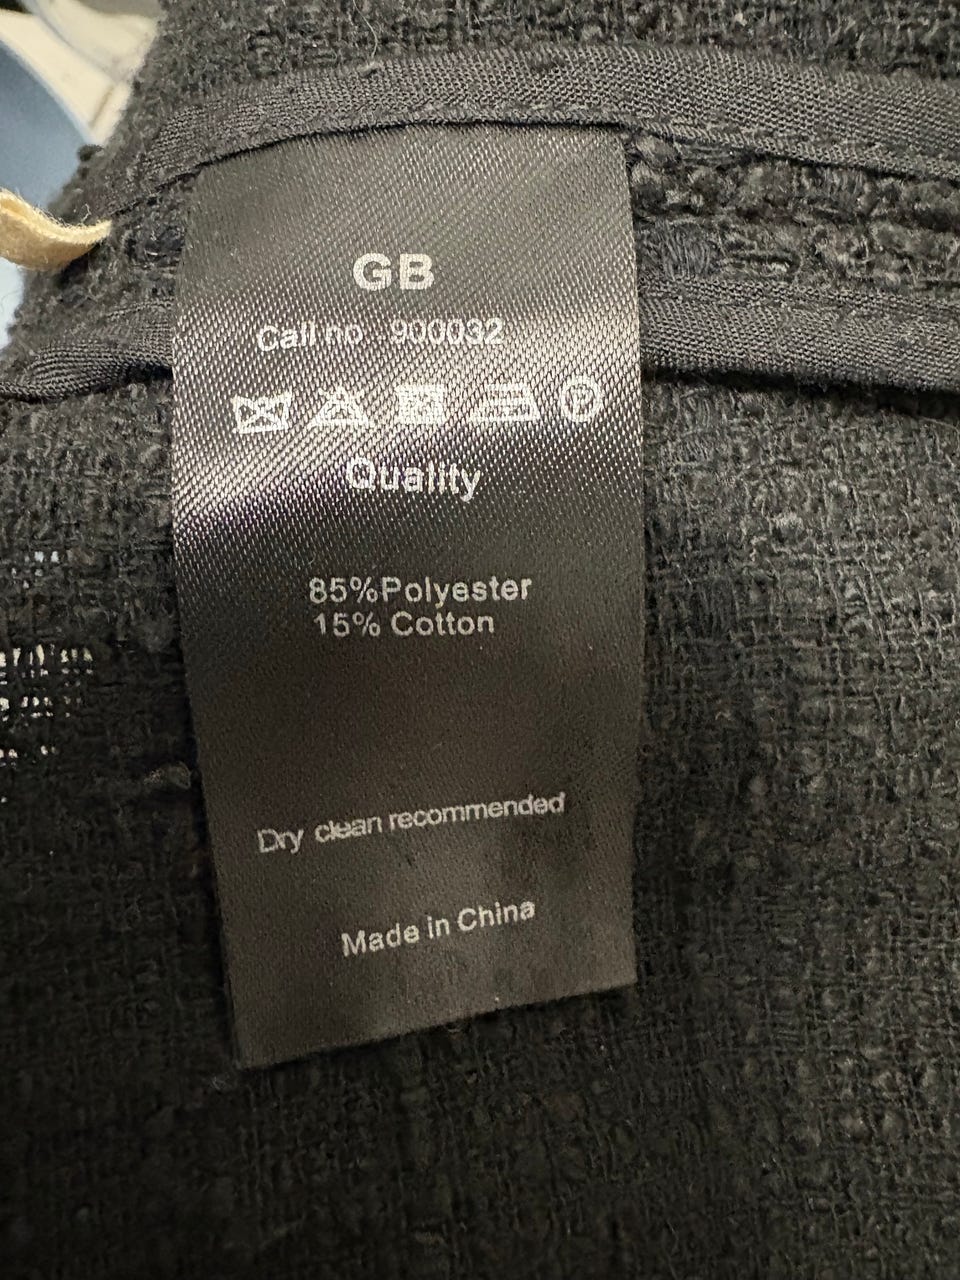 GB
Call no 900032
P
Quality
85%Polyester
15% Cotton
Dry clean recommended
Made in China